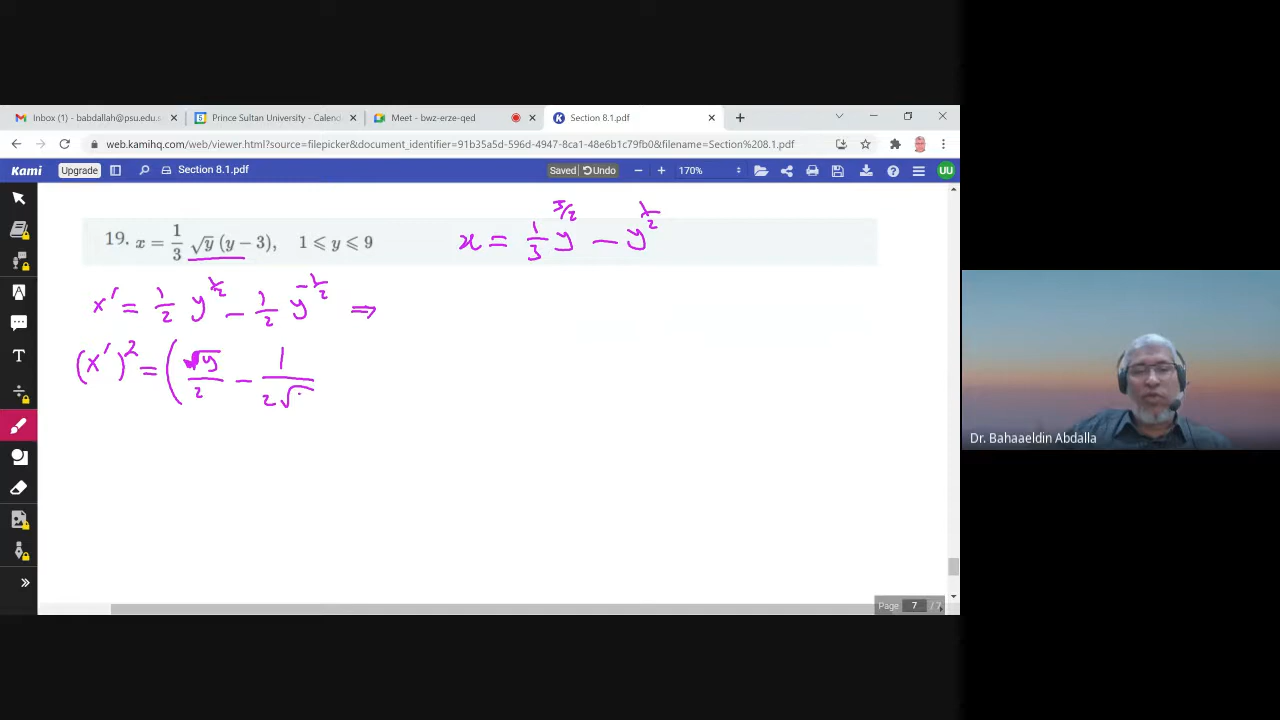 Inbox (1) - babdallah@psu.edu.s
Prince Sultan University - Calend
Meet - bwz-erze-qed
Section 8.1.pdf
web.kamihq.com/web/viewer.html?source=filepicker&document_identifier=91b35a5d-596d-4947-8ca1-48e6b1c79fb0&filename=Section%208.1.pdf
Kami Upgrade Section 8.1.pdf Saved Undo 170% UU
19. x = 1/3 √y (y − 3), 1 ⩽ y ⩽ 9
x = 1/3 y^3/2 − y^1/2
x' = 1/2 y^1/2 − 1/2 y^-1/2 ⇒
(x')^2 = (√y/2 − 1/2√
Dr. Bahaaeldin Abdalla
Page 7 / 7